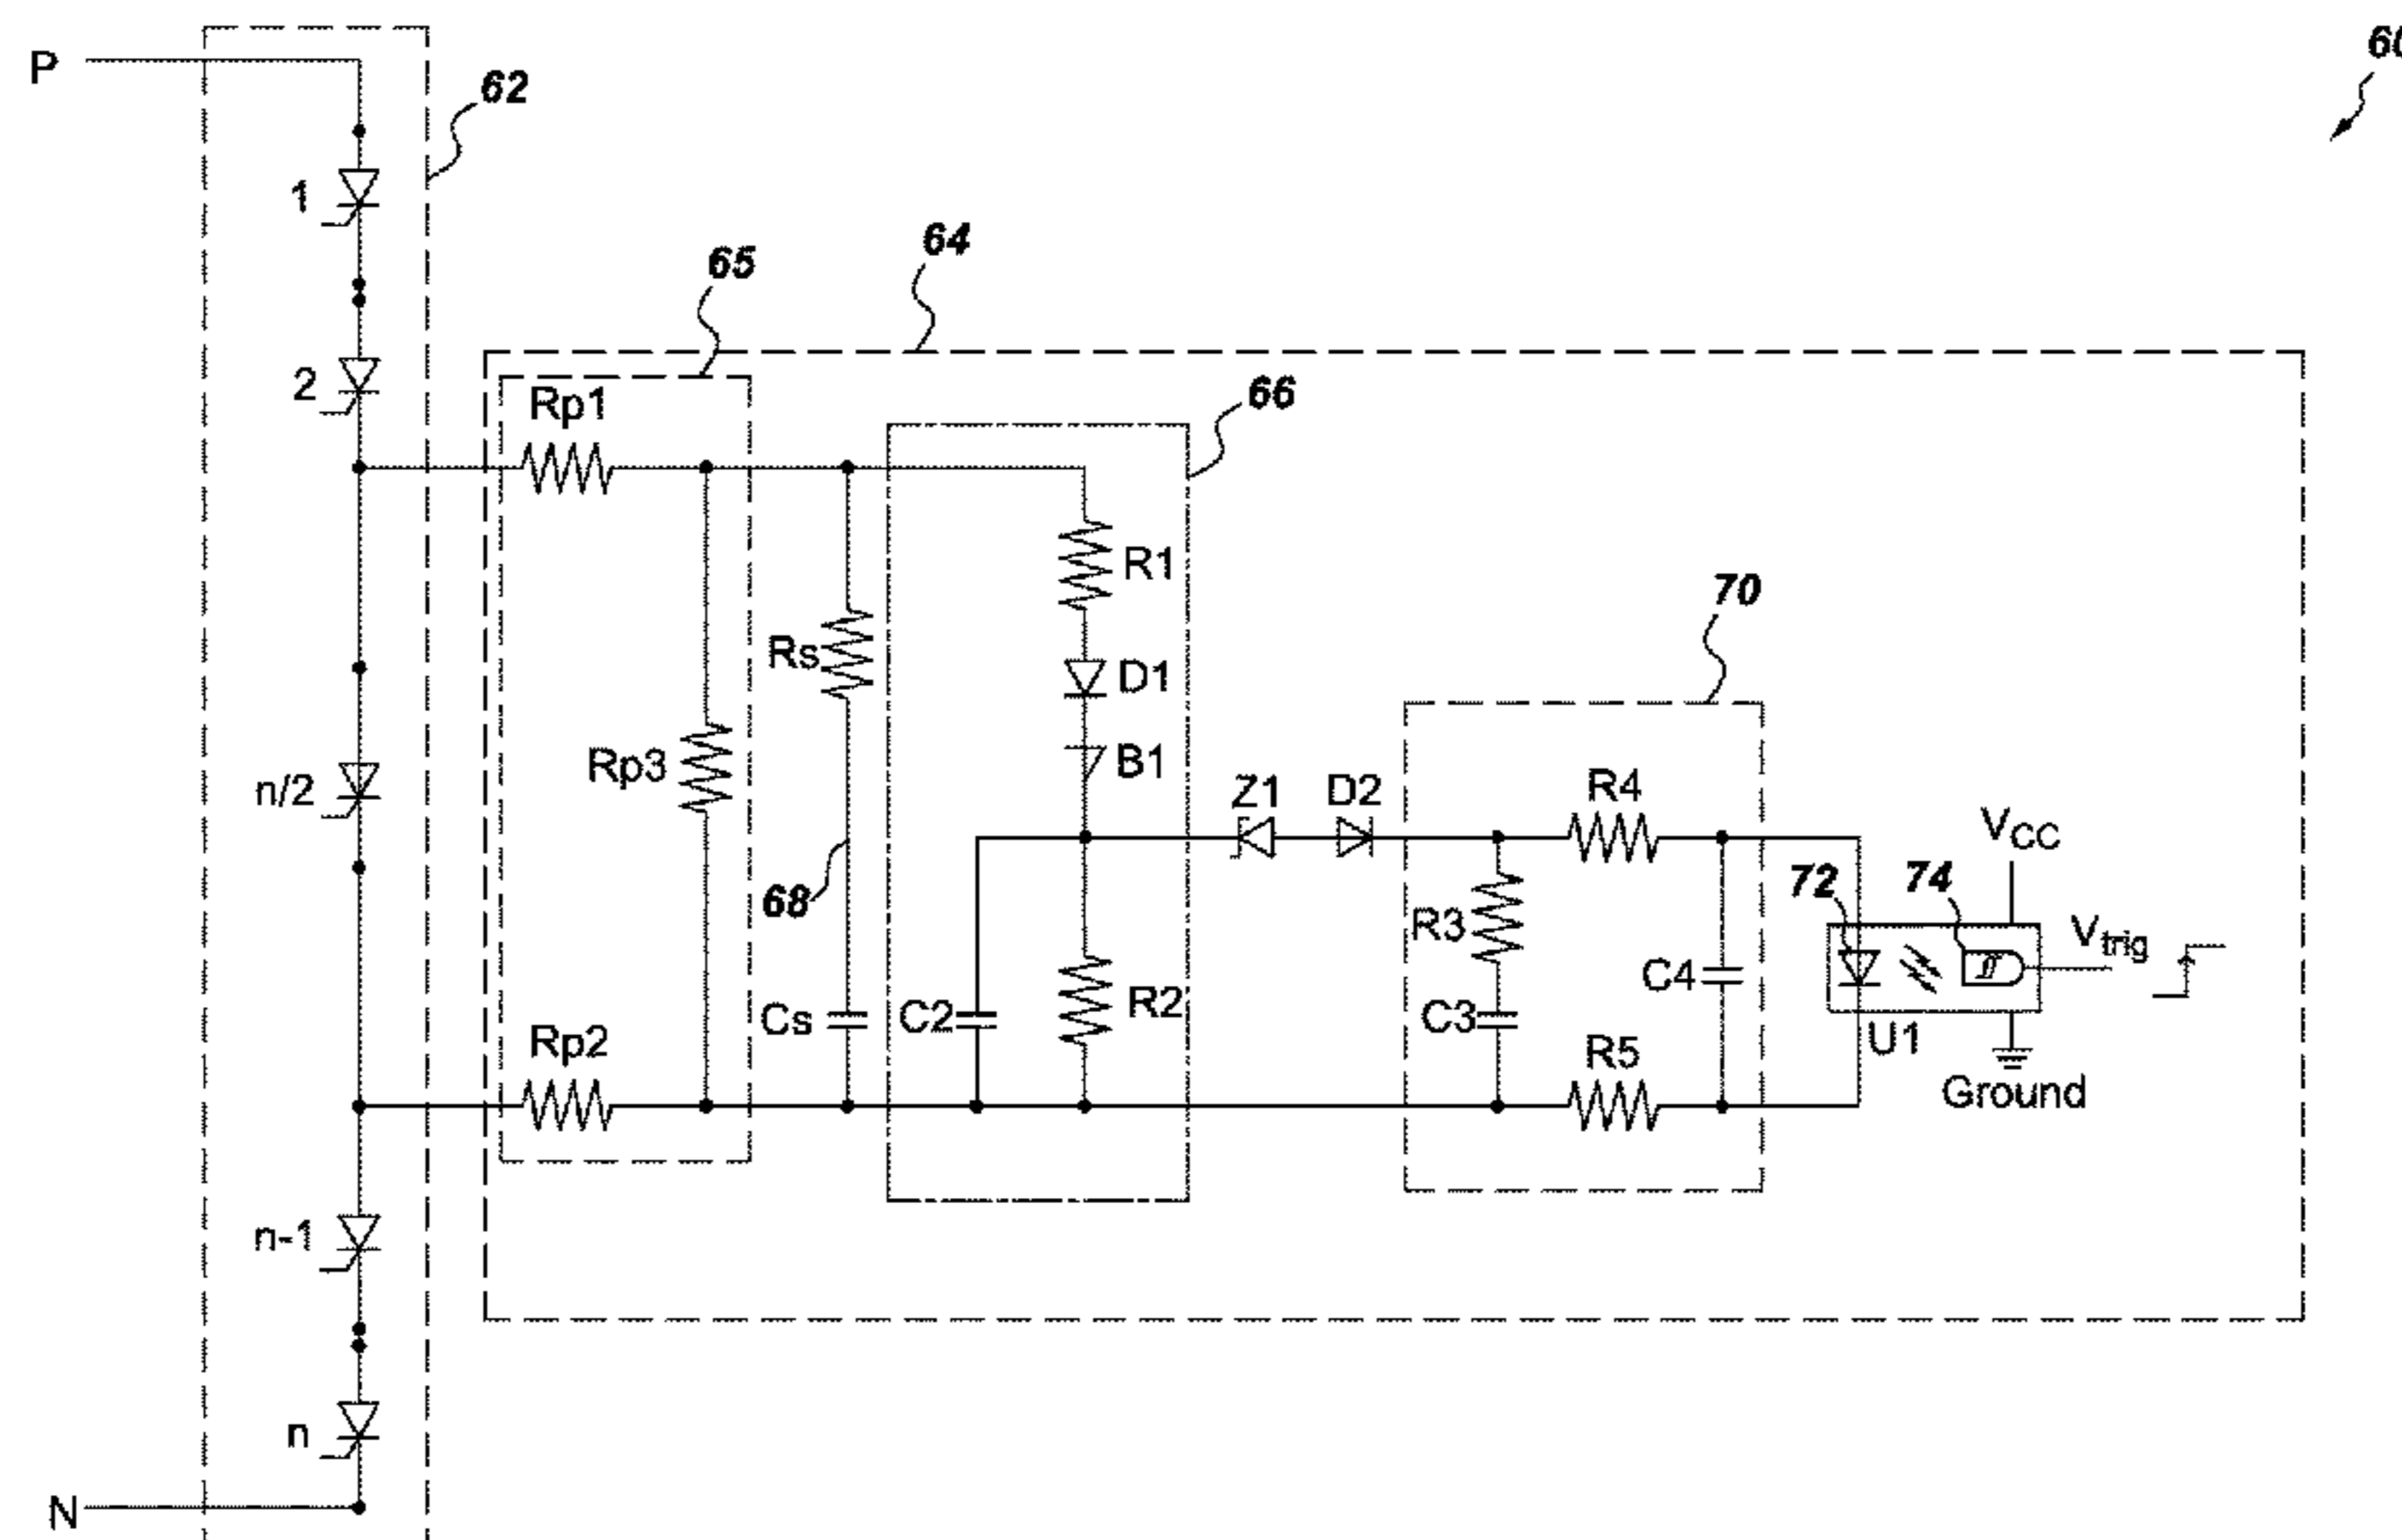 60
P
62
1
64
65
2
Rp1
66
R1
70
Rs
D1
Rp3
B1
n/2
Z1
D2
R4
VCC
68
72
74
R3
Vtrig
C4
Cs
C2
R2
C3
U1
Rp2
R5
Ground
n-1
n
N